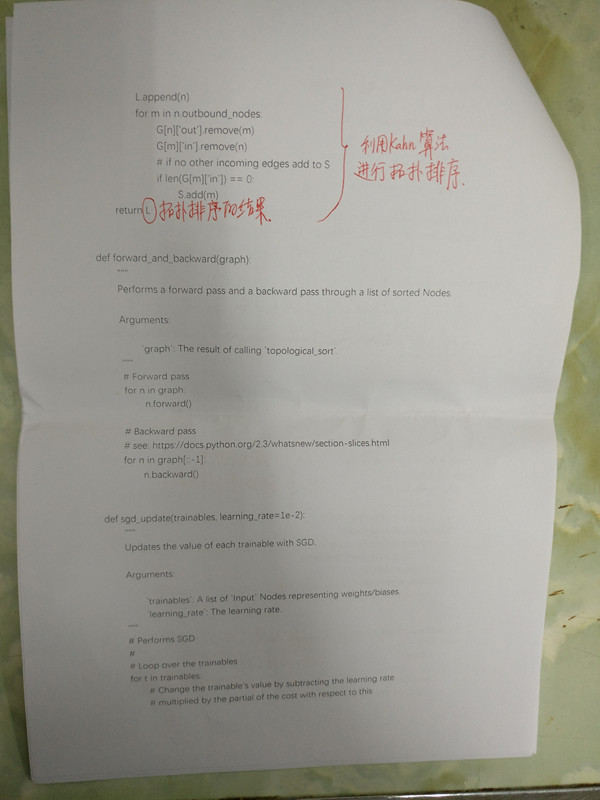 L.append(n)
for m in n.outbound_nodes:
G[n]['out'].remove(m)
G[m]['in'].remove(n)
# if no other incoming edges add to S
if len(G[m]['in']) == 0:
S.add(m)
return L 拓扑排序的结果.
利用Kahn算法
进行拓扑排序.
def forward_and_backward(graph):
"""
Performs a forward pass and a backward pass through a list of sorted Nodes.
Arguments:
`graph`: The result of calling `topological_sort`.
"""
# Forward pass
for n in graph:
n.forward()
# Backward pass
# see: https://docs.python.org/2.3/whatsnew/section-slices.html
for n in graph[::-1]:
n.backward()
def sgd_update(trainables, learning_rate=1e-2):
"""
Updates the value of each trainable with SGD.
Arguments:
`trainables`: A list of `Input` Nodes representing weights/biases.
`learning_rate`: The learning rate.
"""
# Performs SGD
#
# Loop over the trainables
for t in trainables:
# Change the trainable's value by subtracting the learning rate
# multiplied by the partial of the cost with respect to this